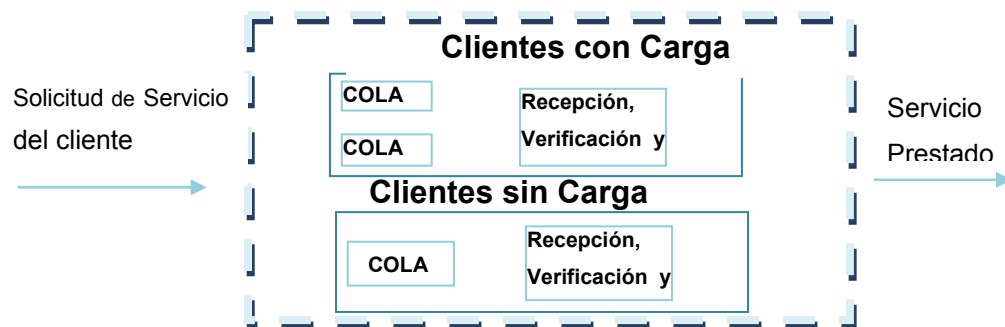 Clientes con Carga
Solicitud de Servicio
del cliente
COLA
COLA
Recepción,
Verificación y
Servicio
Prestado
Clientes sin Carga
COLA
Recepción,
Verificación y